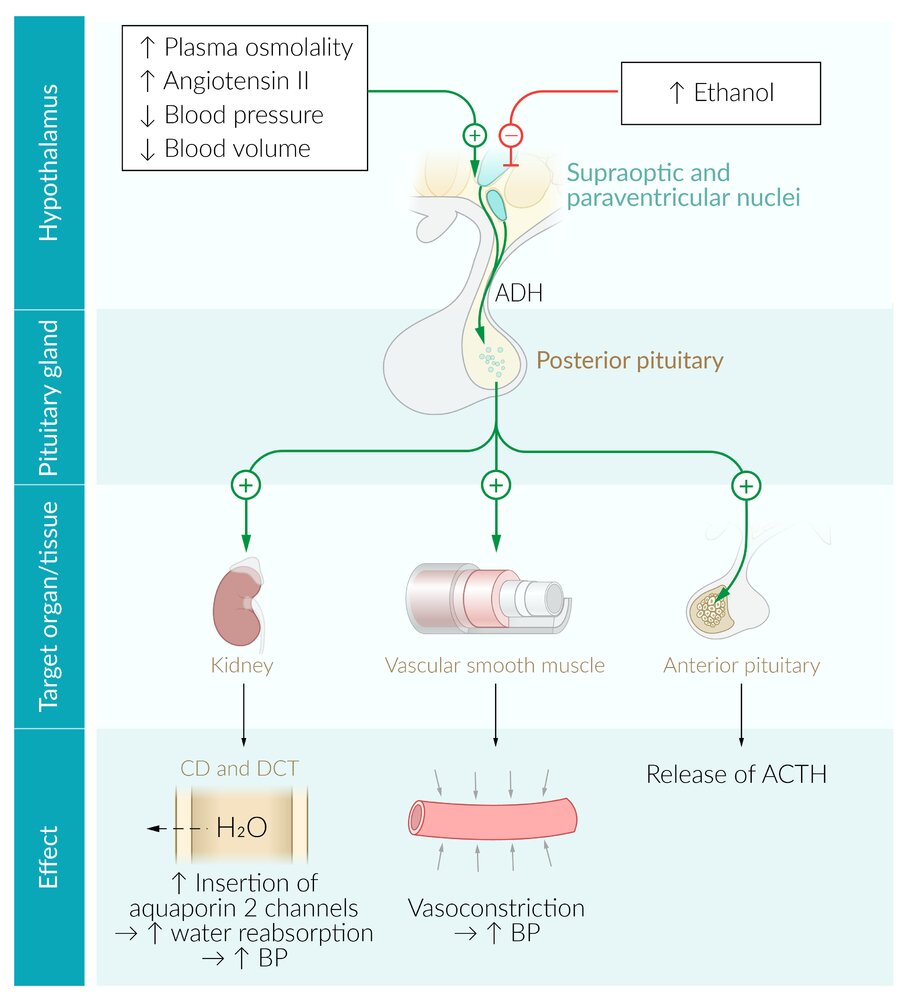 Hypothalamus
↑ Plasma osmolality
↑ Angiotensin II
↓ Blood pressure
↓ Blood volume
↑ Ethanol
+
−
Supraoptic and
paraventricular nuclei
ADH
Pituitary gland
Posterior pituitary
+
+
+
Target organ/tissue
Kidney
Vascular smooth muscle
Anterior pituitary
Effect
CD and DCT
H₂O
↑ Insertion of
aquaporin 2 channels
→ ↑ water reabsorption
→ ↑ BP
Vasoconstriction
→ ↑ BP
Release of ACTH